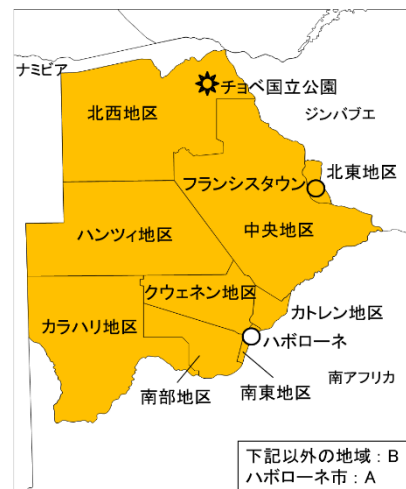 ナミビア
チョベ国立公園
北西地区
ジンバブエ
北東地区
フランシスタウン
中央地区
ハンツィ地区
クウェネン地区
カトレン地区
カラハリ地区
ハボローネ
南アフリカ
南部地区
南東地区
下記以外の地域：B
ハボローネ市：A